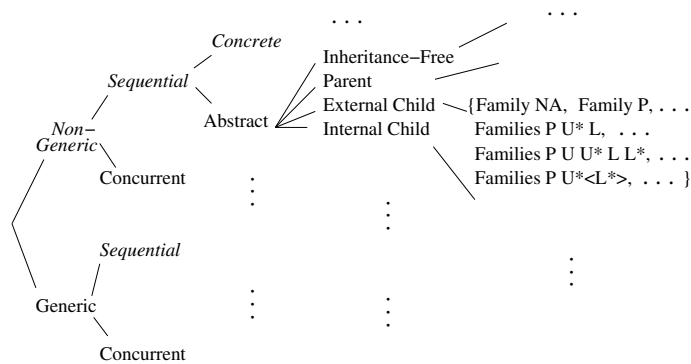 . . .
. . .
Concrete
Inheritance−Free
Sequential
Parent
External Child
{Family NA, Family P, . . .
Abstract
Internal Child
Families P U* L, . . .
Non−
Generic
Families P U U* L L*, . . .
Concurrent
Families P U*<L*>, . . . }
Sequential
Generic
Concurrent